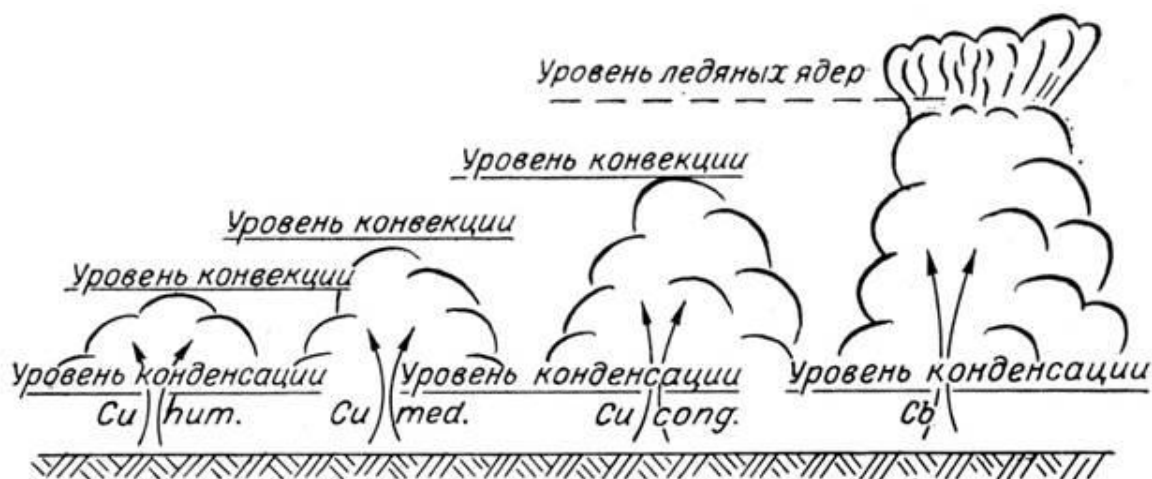 Уровень ледяных ядер
Уровень конвекции
Уровень конвекции
Уровень конвекции
Уровень конденсации
Уровень конденсации
Уровень конденсации
Cu hum.
Cu med.
Cu cong.
Cb